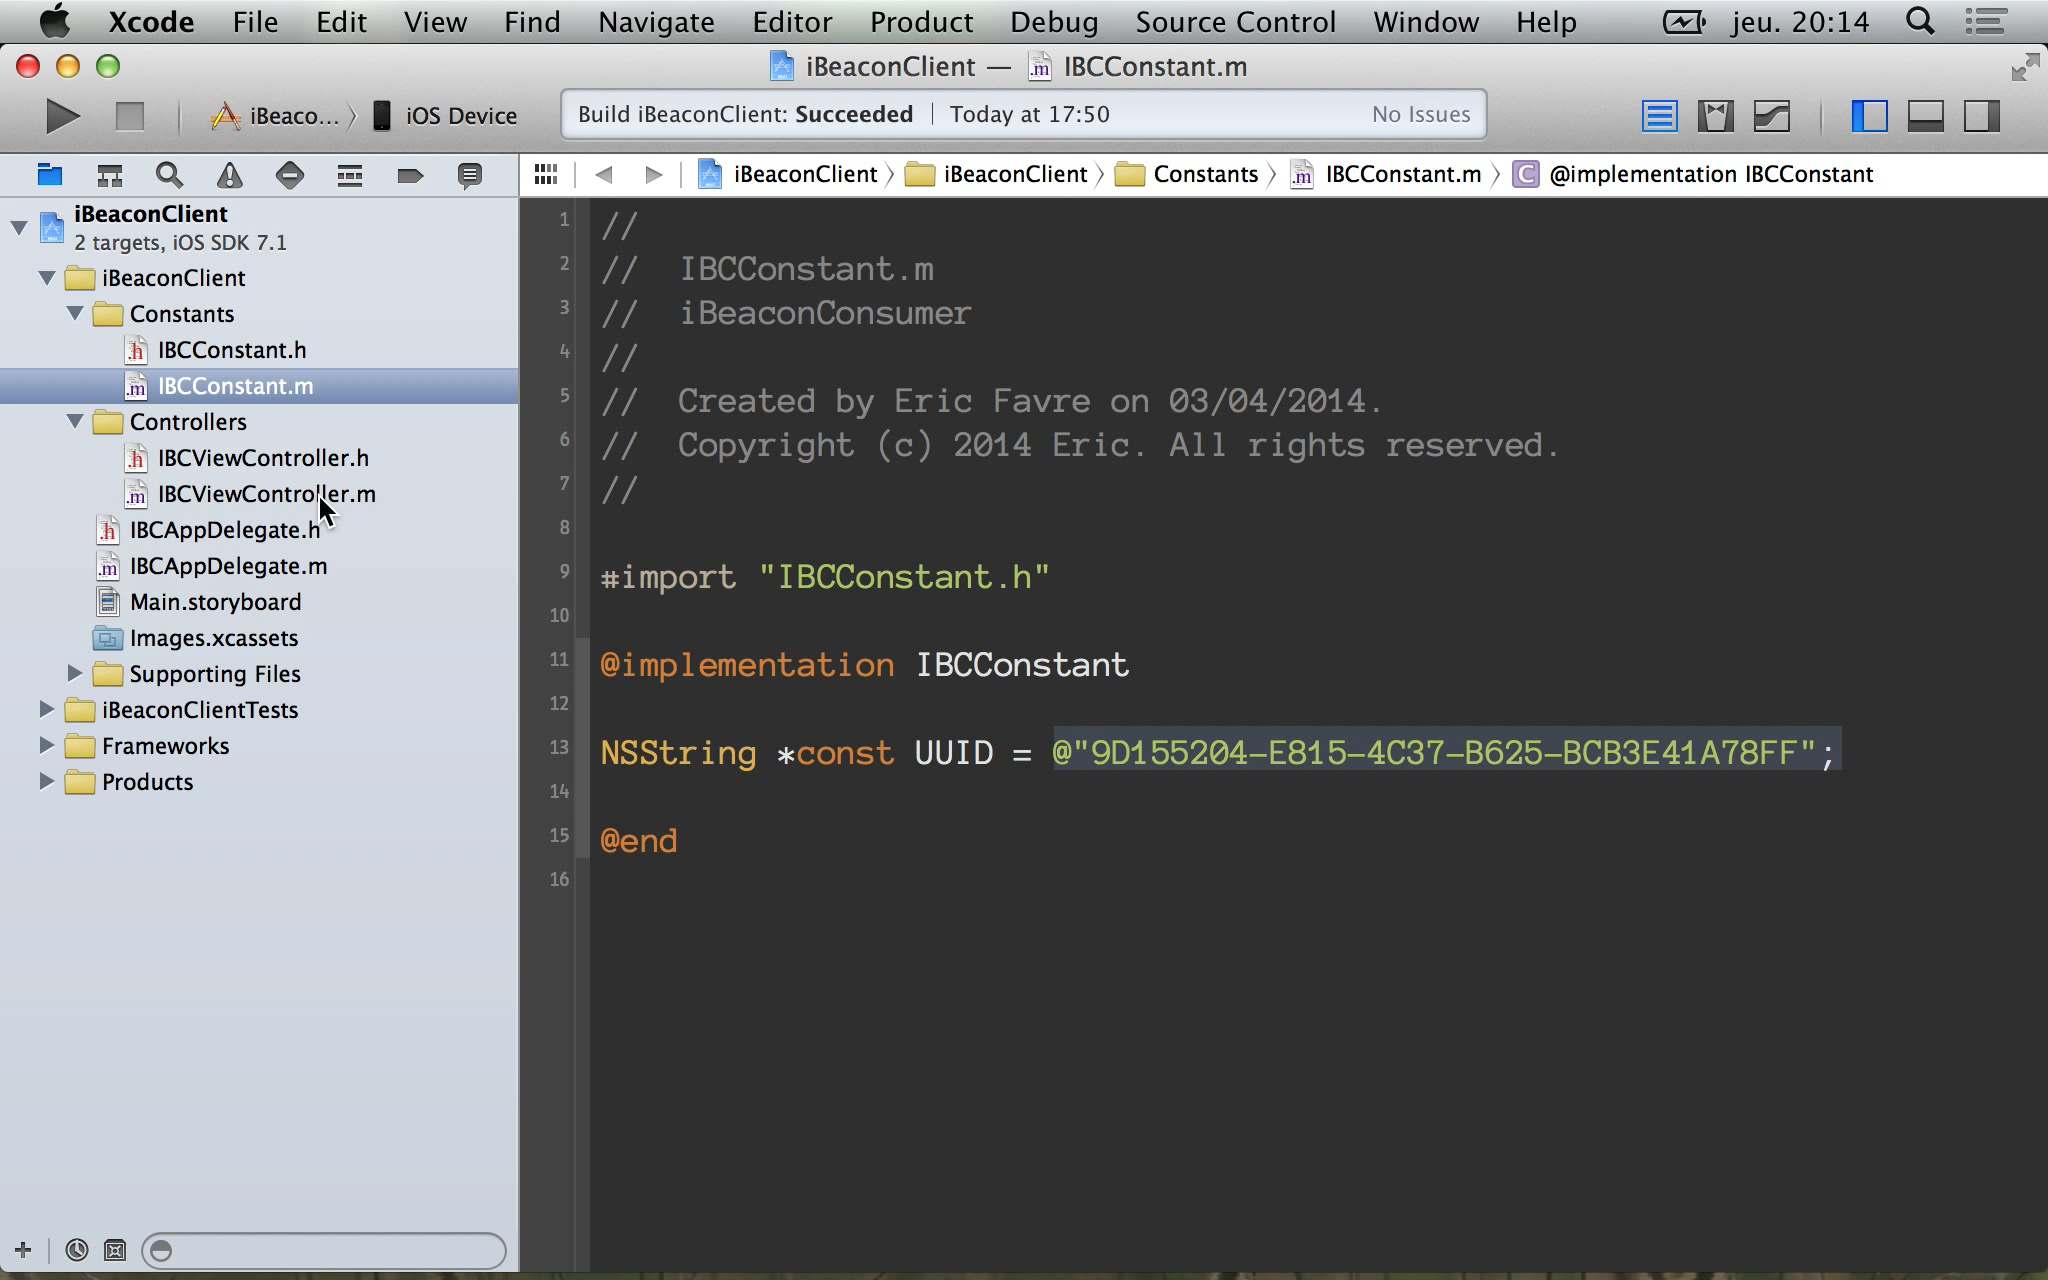 Xcode File Edit View Find Navigate Editor Product Debug Source Control Window Help jeu. 20:14
iBeaconClient — IBCConstant.m
iBeaco... iOS Device Build iBeaconClient: Succeeded Today at 17:50 No Issues
iBeaconClient iBeaconClient Constants IBCConstant.m C @implementation IBCConstant
iBeaconClient
2 targets, iOS SDK 7.1
iBeaconClient
Constants
IBCConstant.h
IBCConstant.m
Controllers
IBCViewController.h
IBCViewController.m
IBCAppDelegate.h
IBCAppDelegate.m
Main.storyboard
Images.xcassets
Supporting Files
iBeaconClientTests
Frameworks
Products
1 //
2 //  IBCConstant.m
3 //  iBeaconConsumer
4 //
5 //  Created by Eric Favre on 03/04/2014.
6 //  Copyright (c) 2014 Eric. All rights reserved.
7 //
8
9 #import "IBCConstant.h"
10
11 @implementation IBCConstant
12
13 NSString *const UUID = @"9D155204-E815-4C37-B625-BCB3E41A78FF";
14
15 @end
16